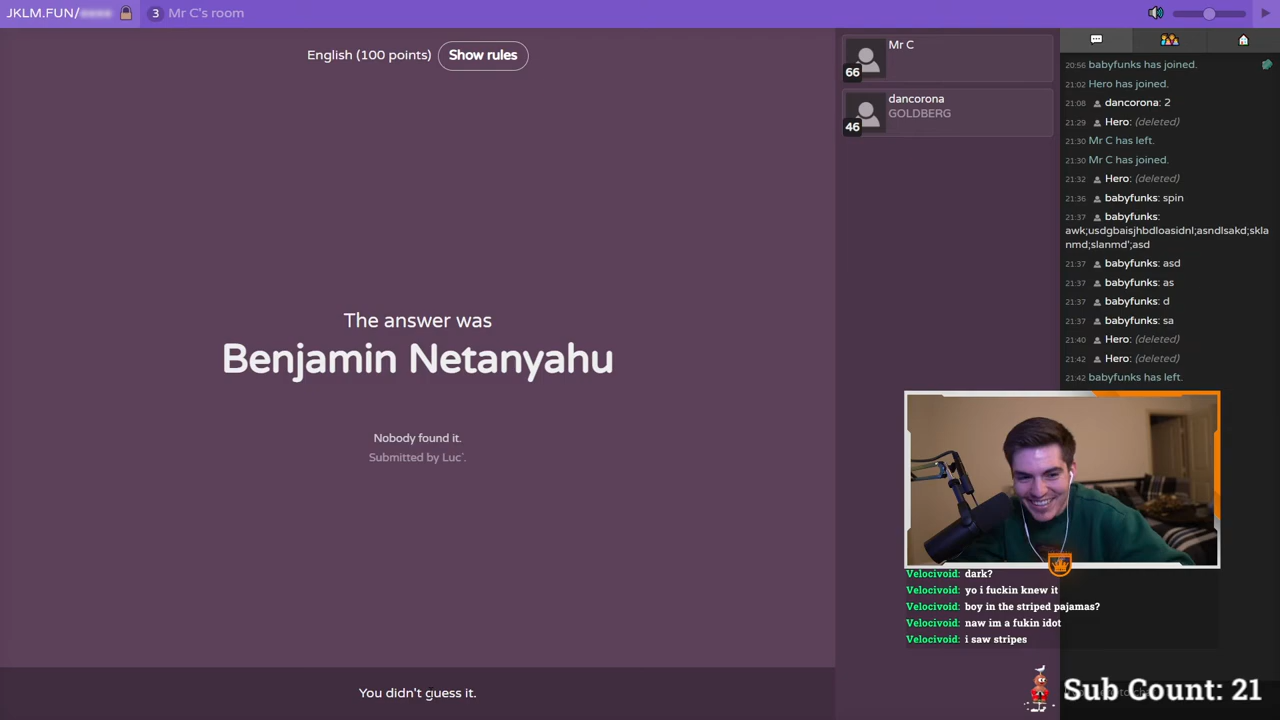 JKLM.FUN/
3 Mr C's room
English (100 points) Show rules
The answer was
Benjamin Netanyahu
Nobody found it.
Submitted by Luc`.
You didn't guess it.
Mr C
66
dancorona
GOLDBERG
46
20:56 babyfunks has joined.
21:02 Hero has joined.
21:08 dancorona: 2
21:29 Hero: (deleted)
21:30 Mr C has left.
21:30 Mr C has joined.
21:32 Hero: (deleted)
21:36 babyfunks: spin
21:37 babyfunks:
awk;usdgbaisjhbdloasidnl;asndlsakd;skla
nmd;slanmd';asd
21:37 babyfunks: asd
21:37 babyfunks: as
21:37 babyfunks: d
21:37 babyfunks: sa
21:40 Hero: (deleted)
21:42 Hero: (deleted)
21:42 babyfunks has left.
Velocivoid: dark?
Velocivoid: yo i fuckin knew it
Velocivoid: boy in the striped pajamas?
Velocivoid: naw im a fukin idot
Velocivoid: i saw stripes
Sub Count: 21